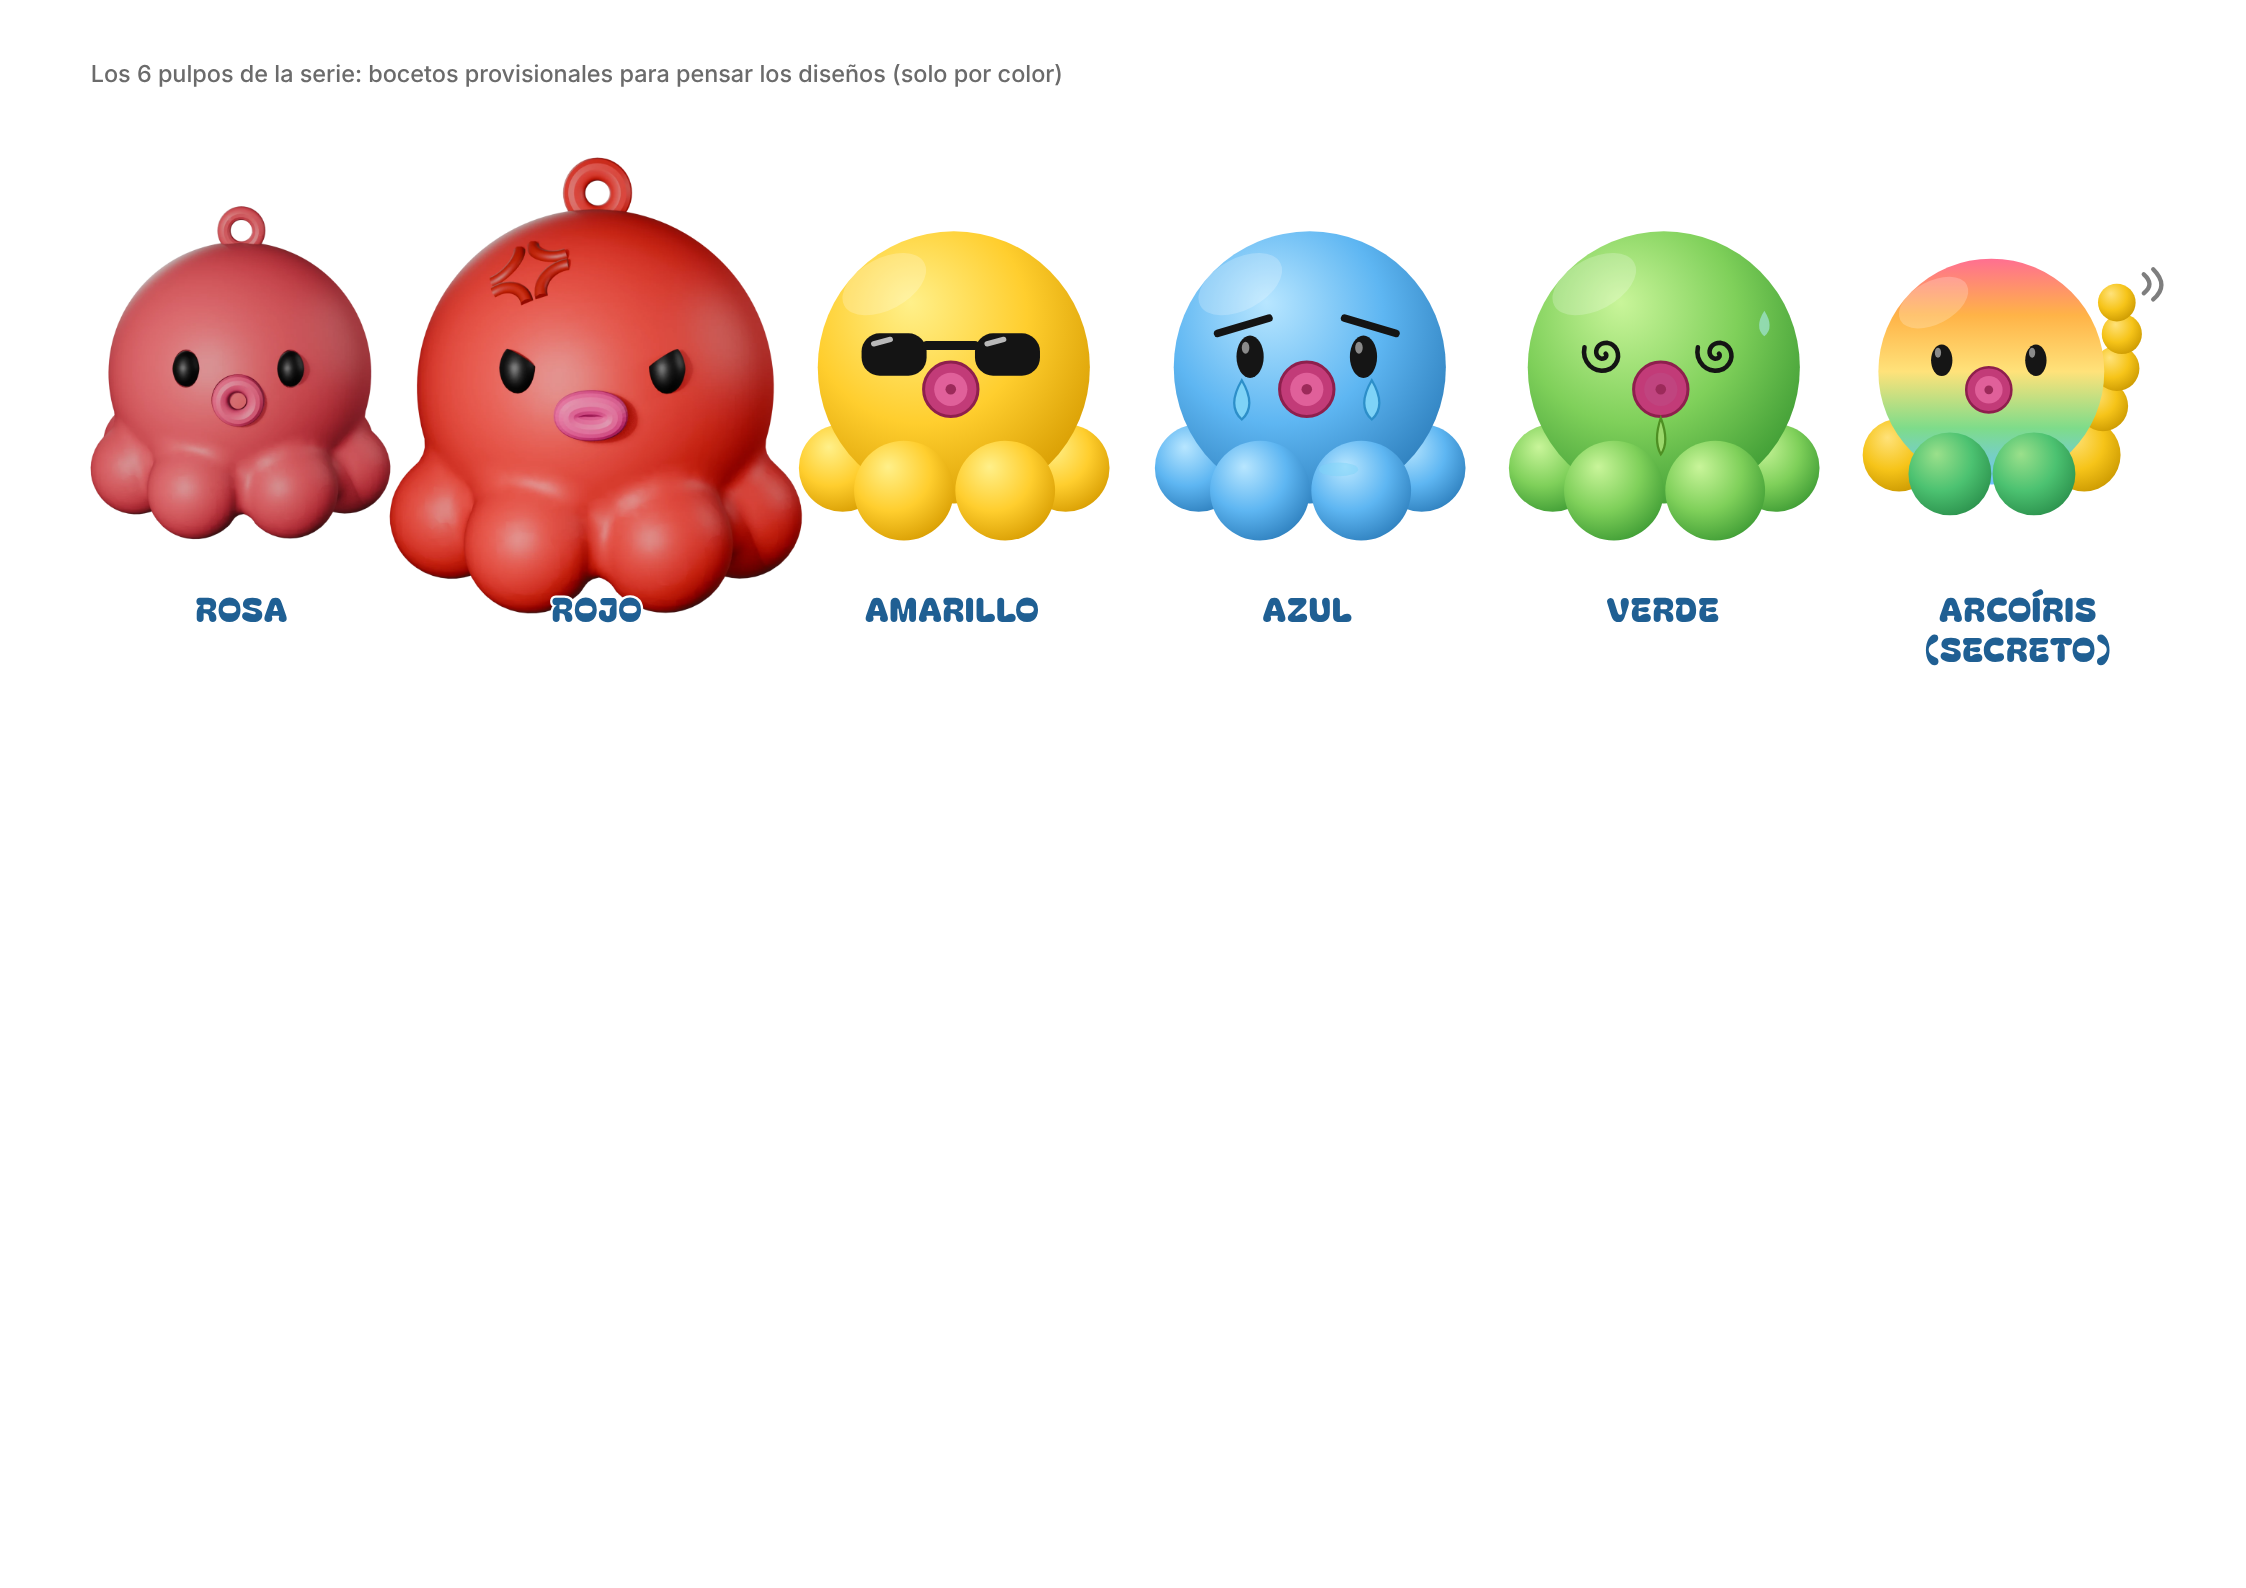 Los 6 pulpos de la serie: bocetos provisionales para pensar los diseños (solo por color)
ROSA
ROJO
AMARILLO
AZUL
VERDE
ARCOÍRIS
(SECRETO)